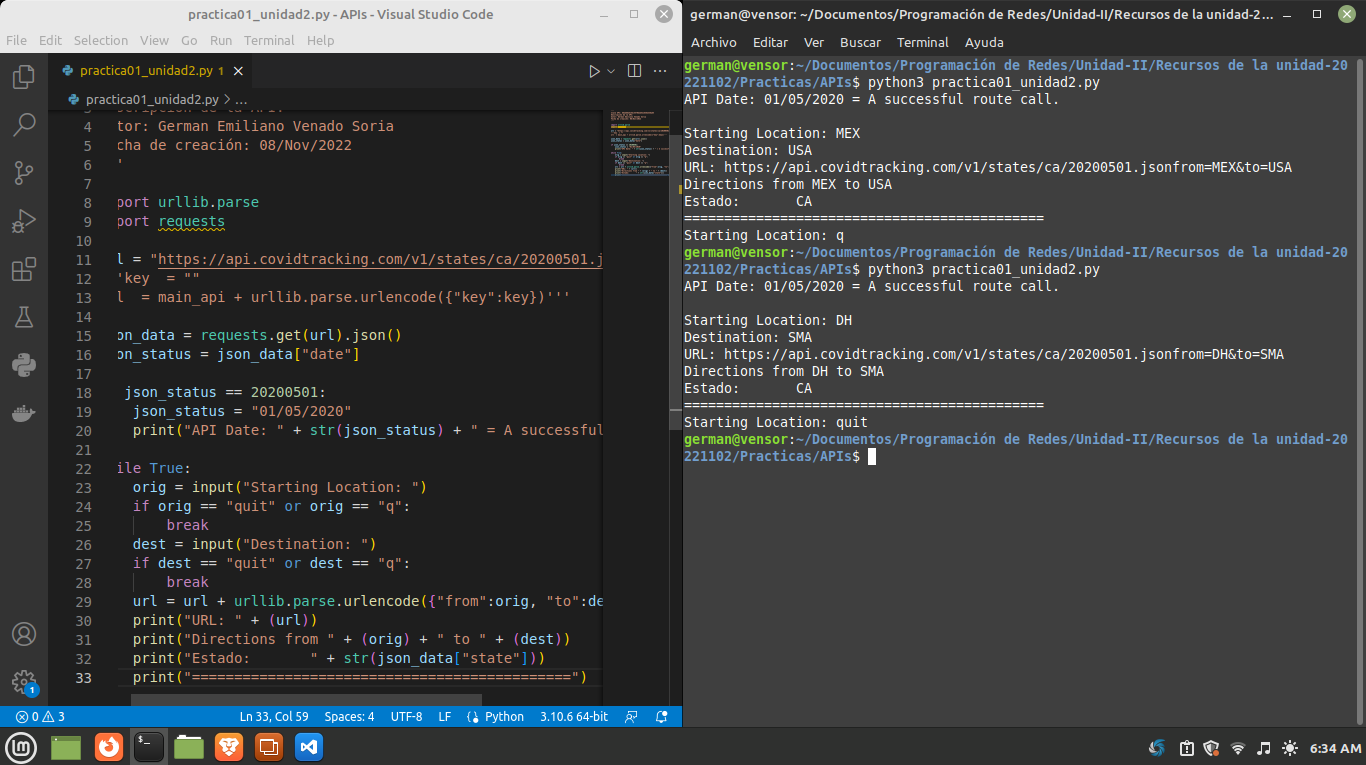 practica01_unidad2.py - APIs - Visual Studio Code
File Edit Selection View Go Run Terminal Help
practica01_unidad2.py 1
practica01_unidad2.py > ...
4 tor: German Emiliano Venado Soria
5 cha de creación: 08/Nov/2022
6 '
7
8 port urllib.parse
9 port requests
10
11 l = "https://api.covidtracking.com/v1/states/ca/20200501.j
12 'key  = ""
13 l  = main_api + urllib.parse.urlencode({"key":key})'''
14
15 on_data = requests.get(url).json()
16 on_status = json_data["date"]
17
18 json_status == 20200501:
19 json_status = "01/05/2020"
20 print("API Date: " + str(json_status) + " = A successful
21
22 ile True:
23 orig = input("Starting Location: ")
24 if orig == "quit" or orig == "q":
25 break
26 dest = input("Destination: ")
27 if dest == "quit" or dest == "q":
28 break
29 url = url + urllib.parse.urlencode({"from":orig, "to":de
30 print("URL: " + (url))
31 print("Directions from " + (orig) + " to " + (dest))
32 print("Estado:       " + str(json_data["state"]))
33 print("=============================================")
0 3 Ln 33, Col 59 Spaces: 4 UTF-8 LF Python 3.10.6 64-bit
1
german@vensor: ~/Documentos/Programación de Redes/Unidad-II/Recursos de la unidad-2...
Archivo Editar Ver Buscar Terminal Ayuda
german@vensor:~/Documentos/Programación de Redes/Unidad-II/Recursos de la unidad-20
221102/Practicas/APIs$ python3 practica01_unidad2.py
API Date: 01/05/2020 = A successful route call.
Starting Location: MEX
Destination: USA
URL: https://api.covidtracking.com/v1/states/ca/20200501.jsonfrom=MEX&to=USA
Directions from MEX to USA
Estado:       CA
=============================================
Starting Location: q
german@vensor:~/Documentos/Programación de Redes/Unidad-II/Recursos de la unidad-20
221102/Practicas/APIs$ python3 practica01_unidad2.py
API Date: 01/05/2020 = A successful route call.
Starting Location: DH
Destination: SMA
URL: https://api.covidtracking.com/v1/states/ca/20200501.jsonfrom=DH&to=SMA
Directions from DH to SMA
Estado:       CA
=============================================
Starting Location: quit
german@vensor:~/Documentos/Programación de Redes/Unidad-II/Recursos de la unidad-20
221102/Practicas/APIs$
6:34 AM